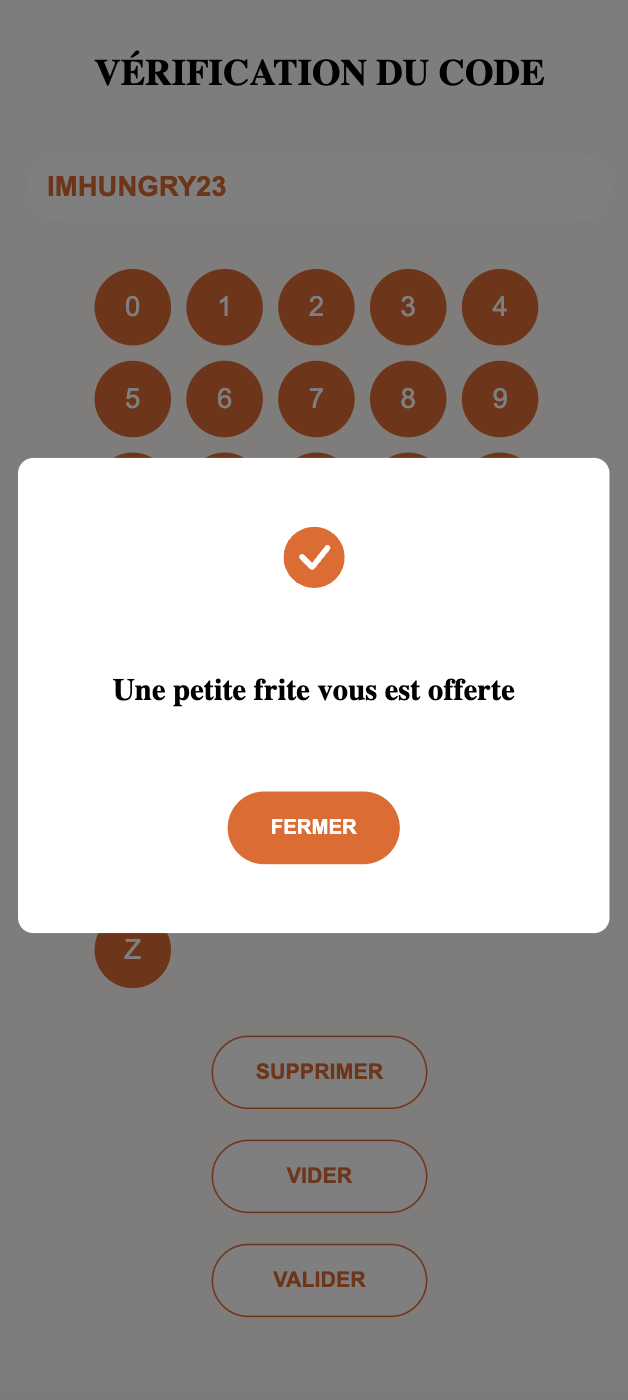 VÉRIFICATION DU CODE
IMHUNGRY23
0 1 2 3 4
5 6 7 8 9
Une petite frite vous est offerte
FERMER
Z
SUPPRIMER
VIDER
VALIDER